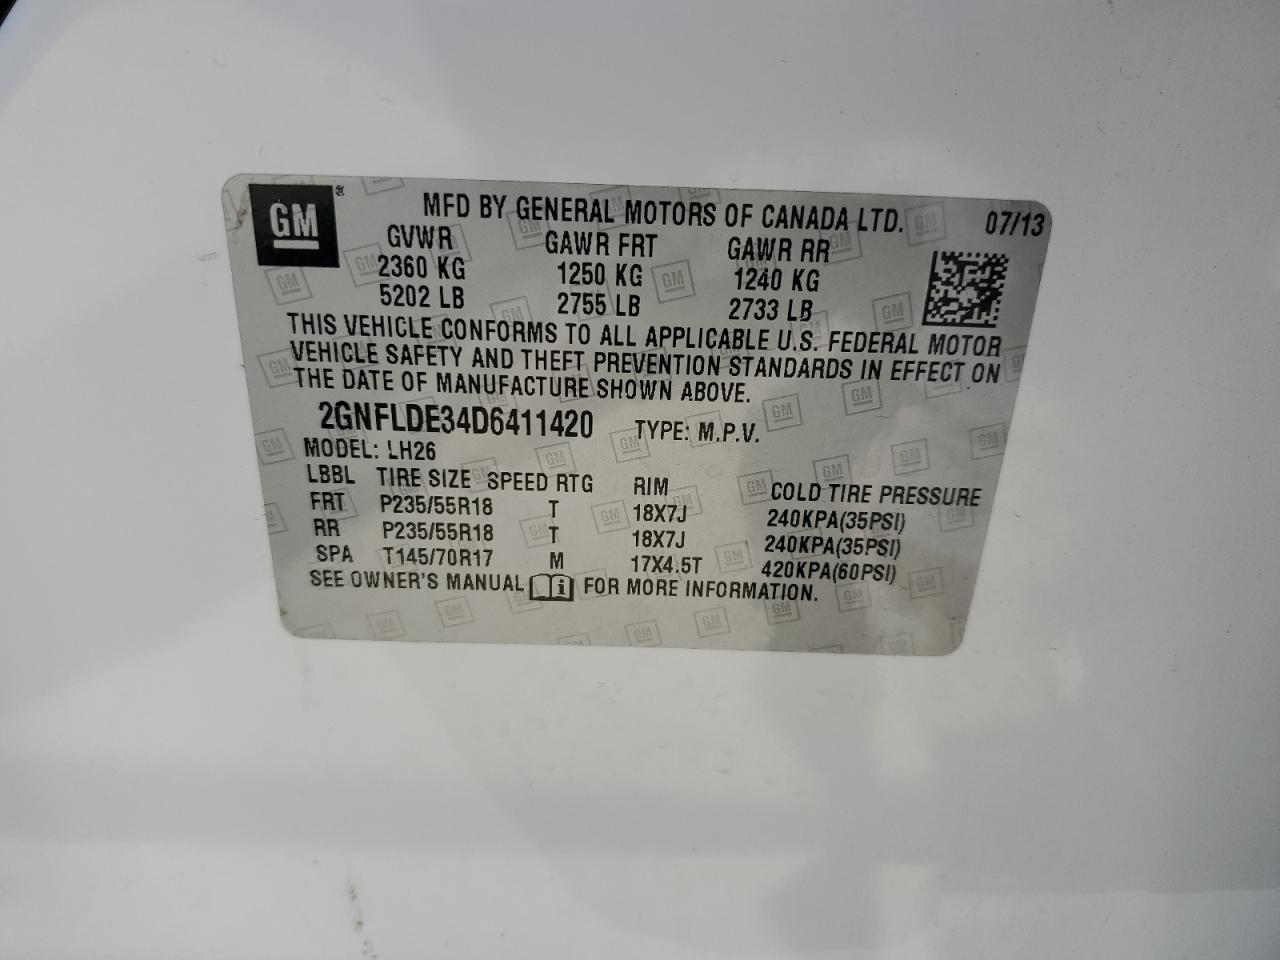 GM ®
MFD BY GENERAL MOTORS OF CANADA LTD. 07/13
GVWR GAWR FRT GAWR RR
2360 KG 1250 KG 1240 KG
5202 LB 2755 LB 2733 LB
THIS VEHICLE CONFORMS TO ALL APPLICABLE U.S. FEDERAL MOTOR
VEHICLE SAFETY AND THEFT PREVENTION STANDARDS IN EFFECT ON
THE DATE OF MANUFACTURE SHOWN ABOVE.
2GNFLDE34D6411420 TYPE: M.P.V.
MODEL: LH26
LBBL TIRE SIZE SPEED RTG RIM COLD TIRE PRESSURE
FRT P235/55R18 T 18X7J 240KPA(35PSI)
RR P235/55R18 T 18X7J 240KPA(35PSI)
SPA T145/70R17 M 17X4.5T 420KPA(60PSI)
SEE OWNER'S MANUAL i FOR MORE INFORMATION.